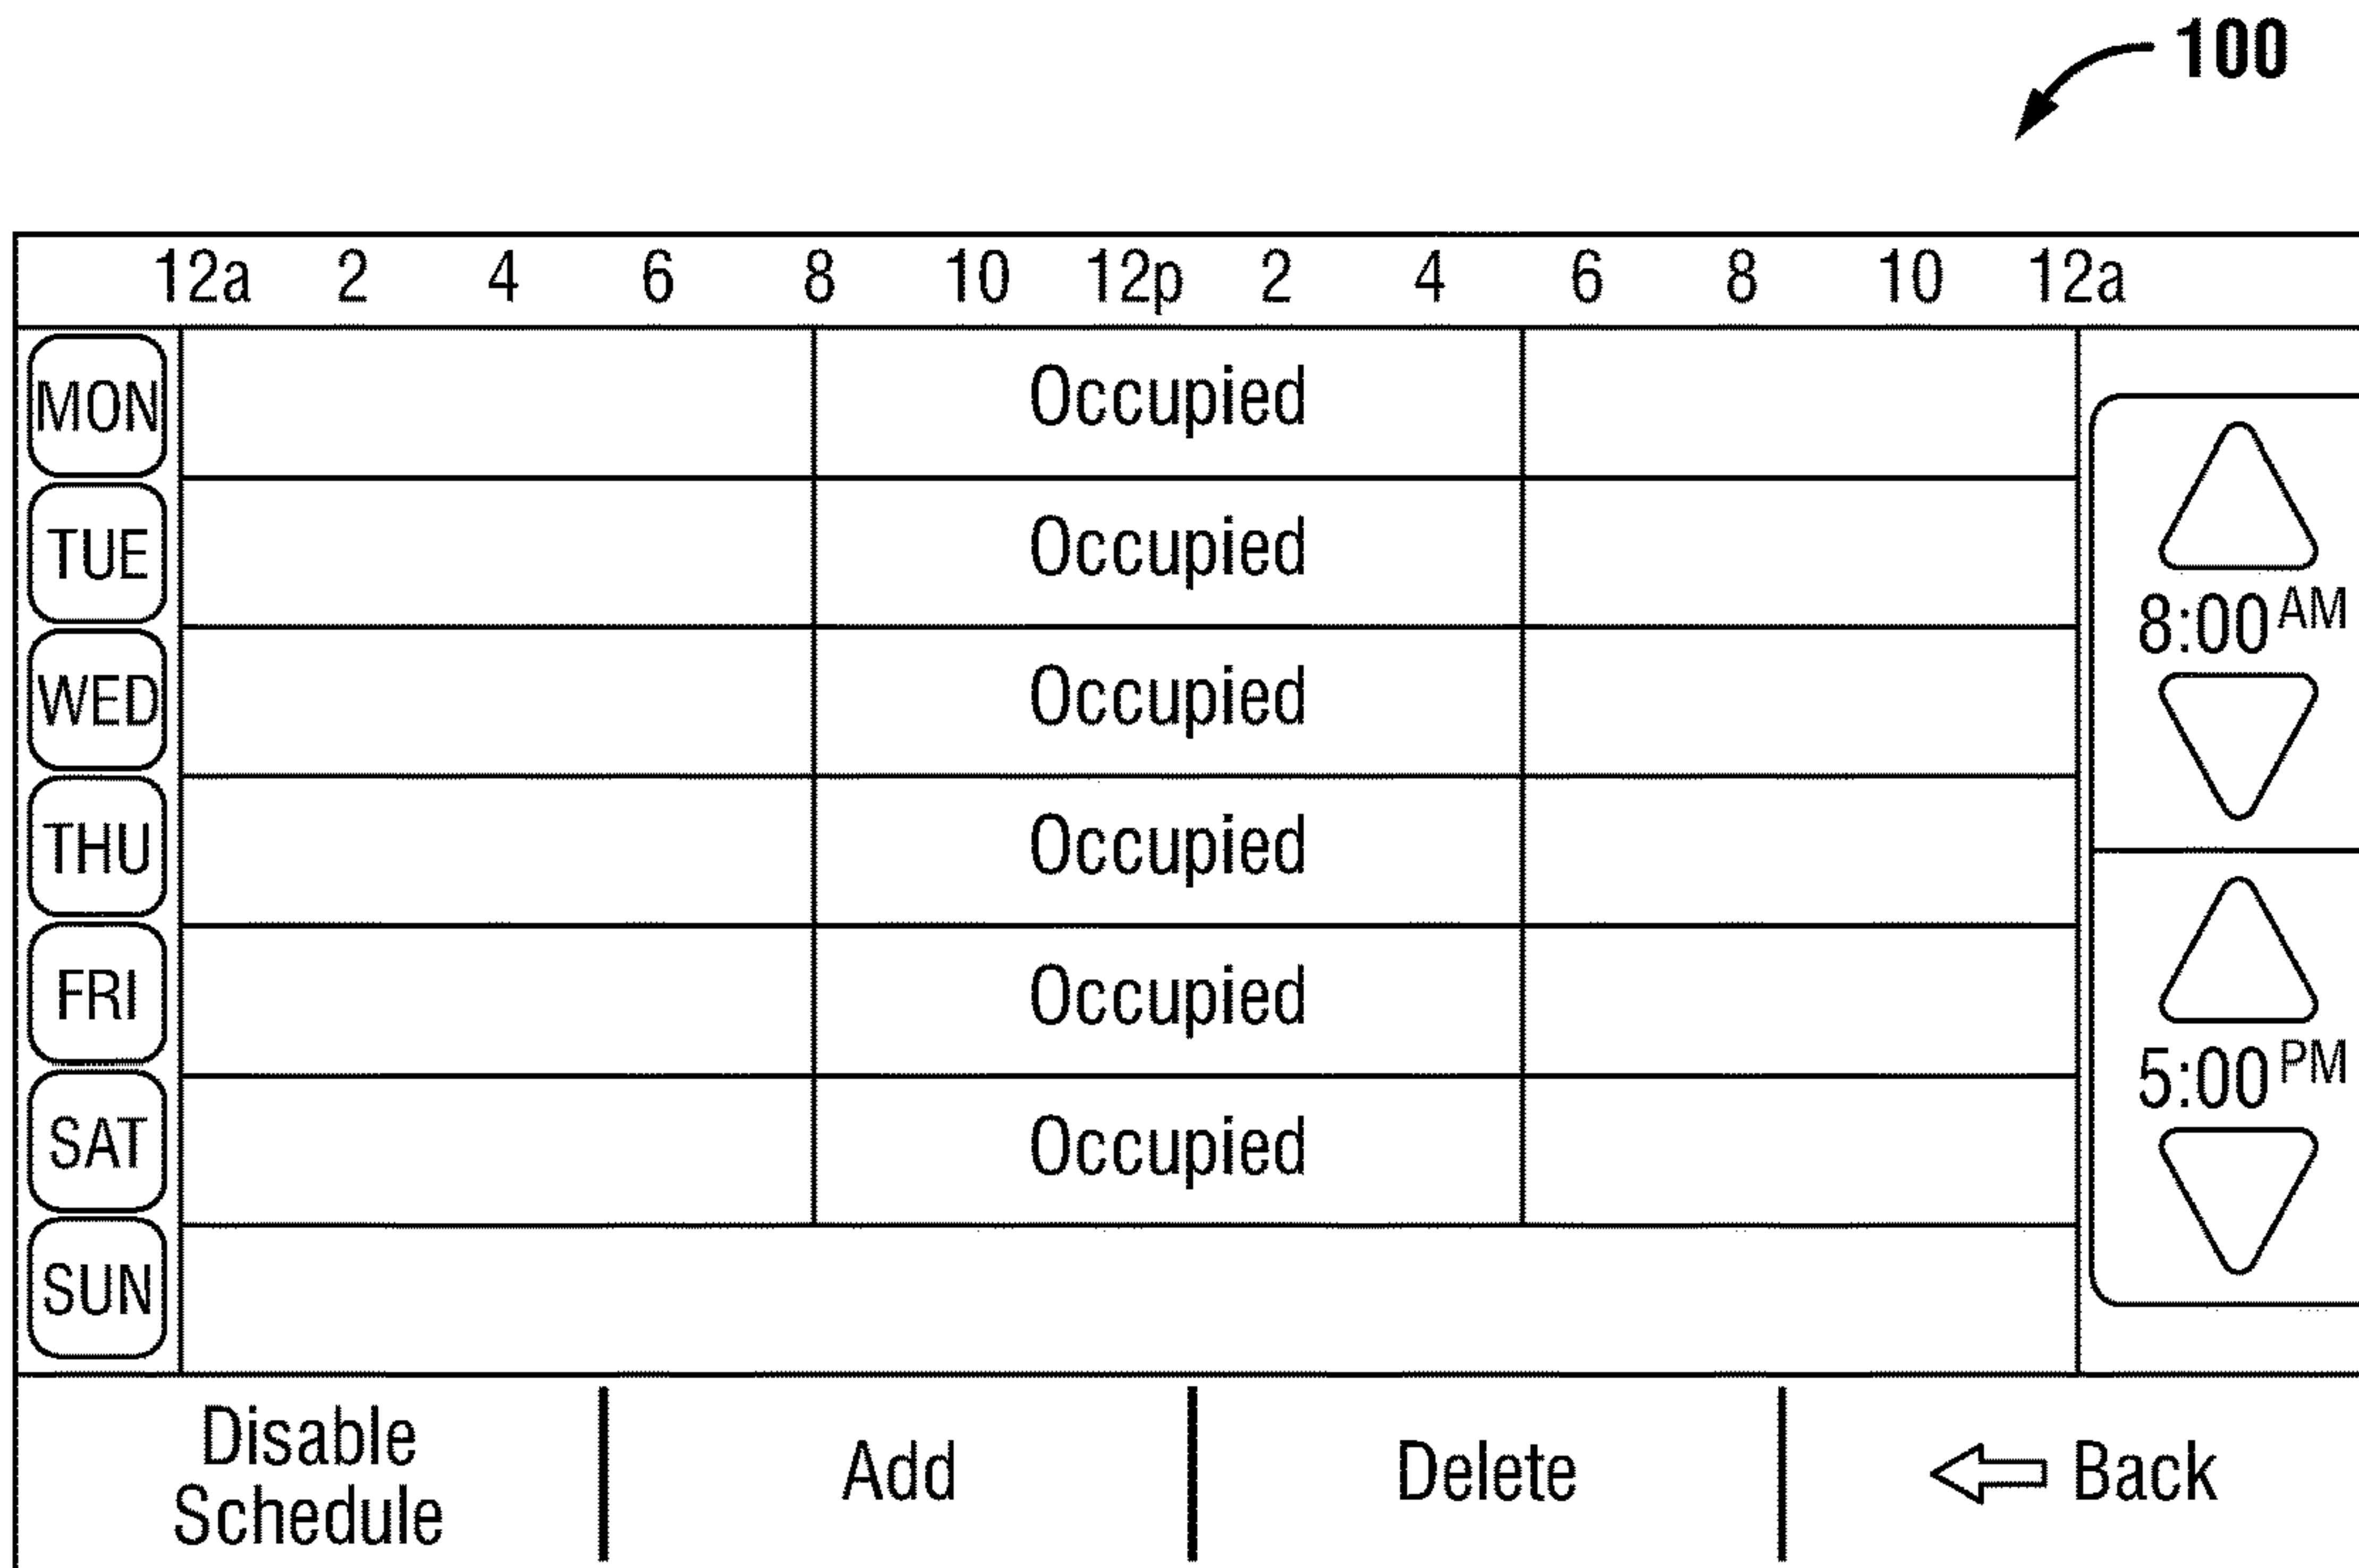 100
12a 2 4 6 8 10 12p 2 4 6 8 10 12a
MON Occupied
TUE Occupied
8:00 AM
WED Occupied
THU Occupied
FRI Occupied
5:00 PM
SAT Occupied
SUN
Disable
Schedule
Add
Delete
Back